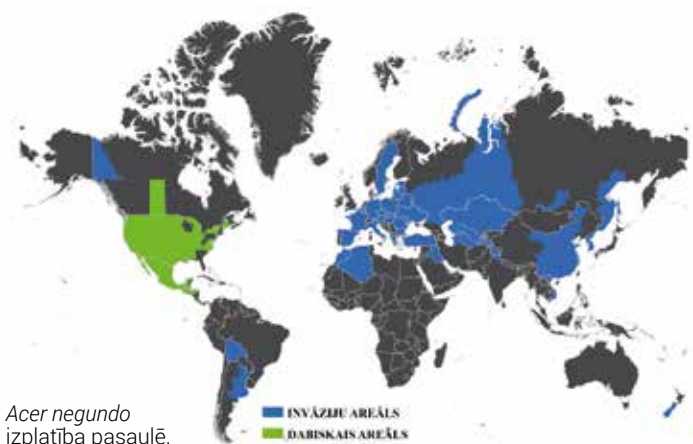 Acer negundo
izplatība pasaulē.
INVĀZIJU AREĀLS
DABISKAIS AREĀLS